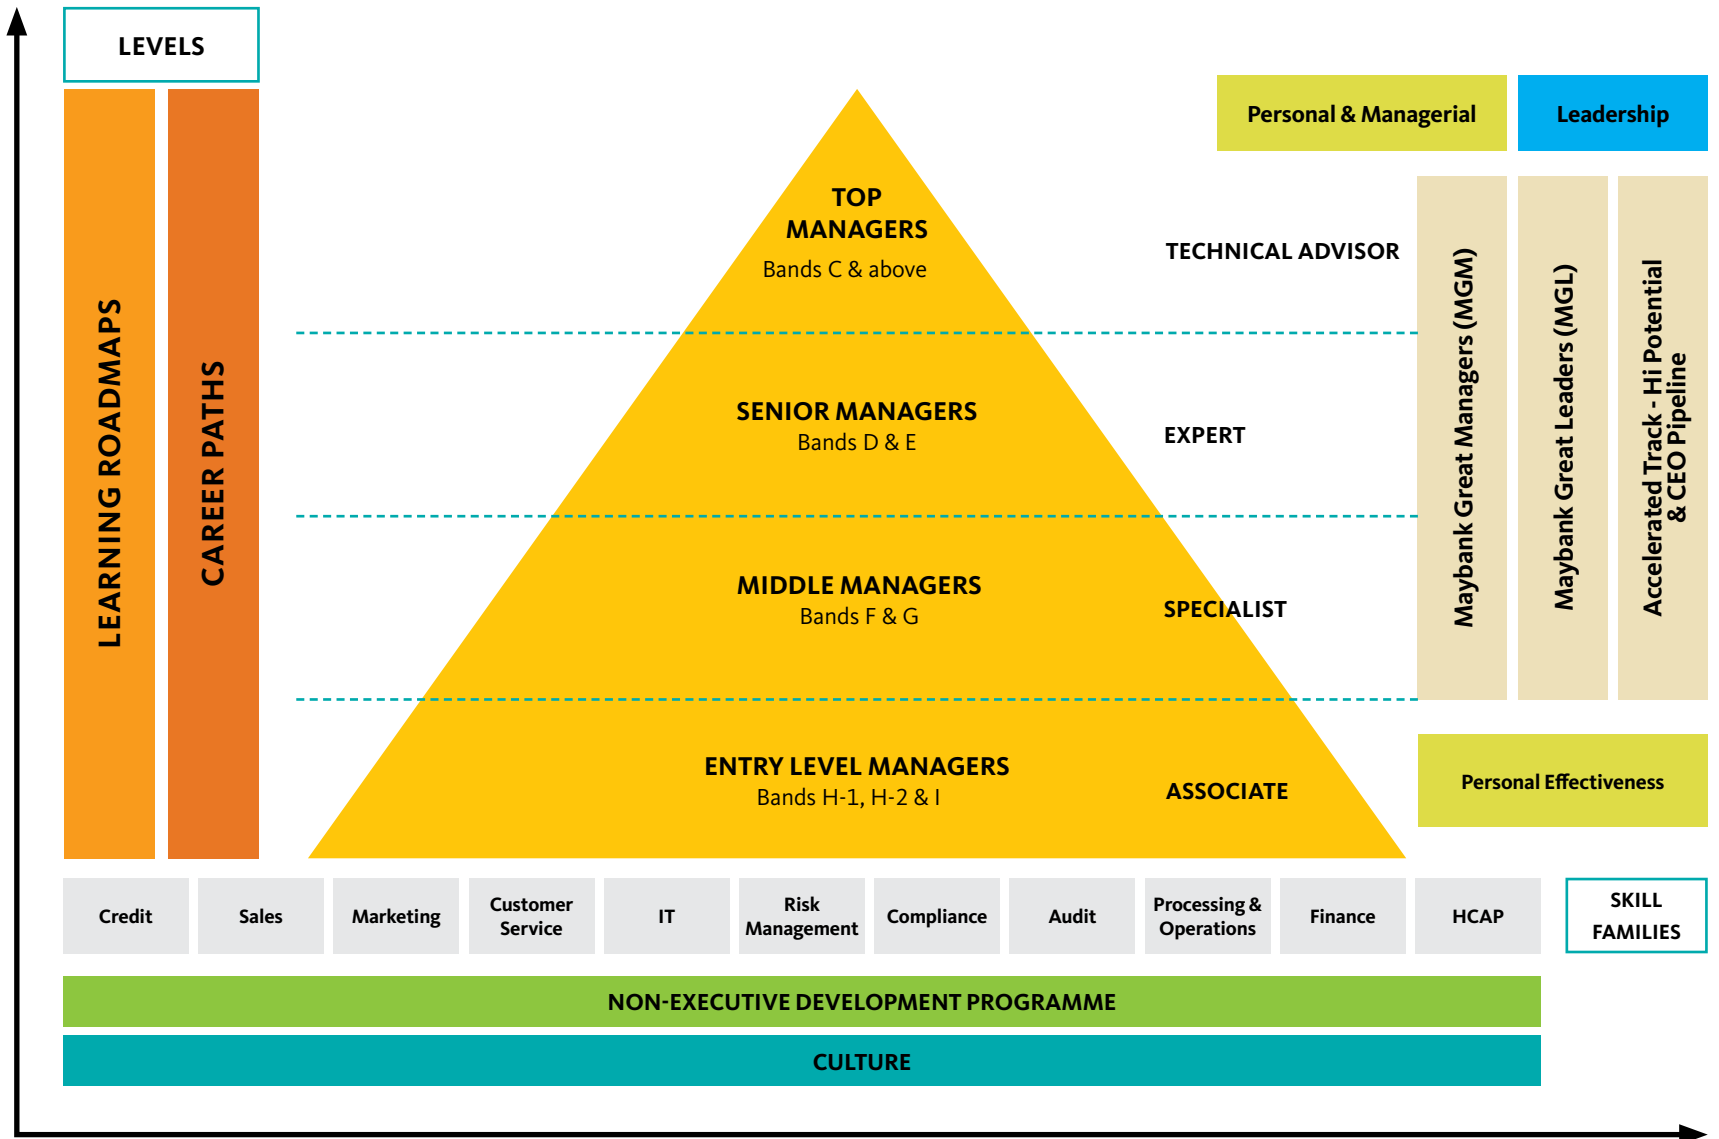 LEVELS
LEARNING ROADMAPS
CAREER PATHS
Personal & Managerial
Leadership
TOP
MANAGERS
Bands C & above
TECHNICAL ADVISOR
SENIOR MANAGERS
Bands D & E
EXPERT
MIDDLE MANAGERS
Bands F & G
SPECIALIST
ENTRY LEVEL MANAGERS
Bands H-1, H-2 & I
ASSOCIATE
Maybank Great Managers (MGM)
Maybank Great Leaders (MGL)
Accelerated Track - Hi Potential
& CEO Pipeline
Personal Effectiveness
Credit
Sales
Marketing
Customer
Service
IT
Risk
Management
Compliance
Audit
Processing &
Operations
Finance
HCAP
SKILL
FAMILIES
NON-EXECUTIVE DEVELOPMENT PROGRAMME
CULTURE